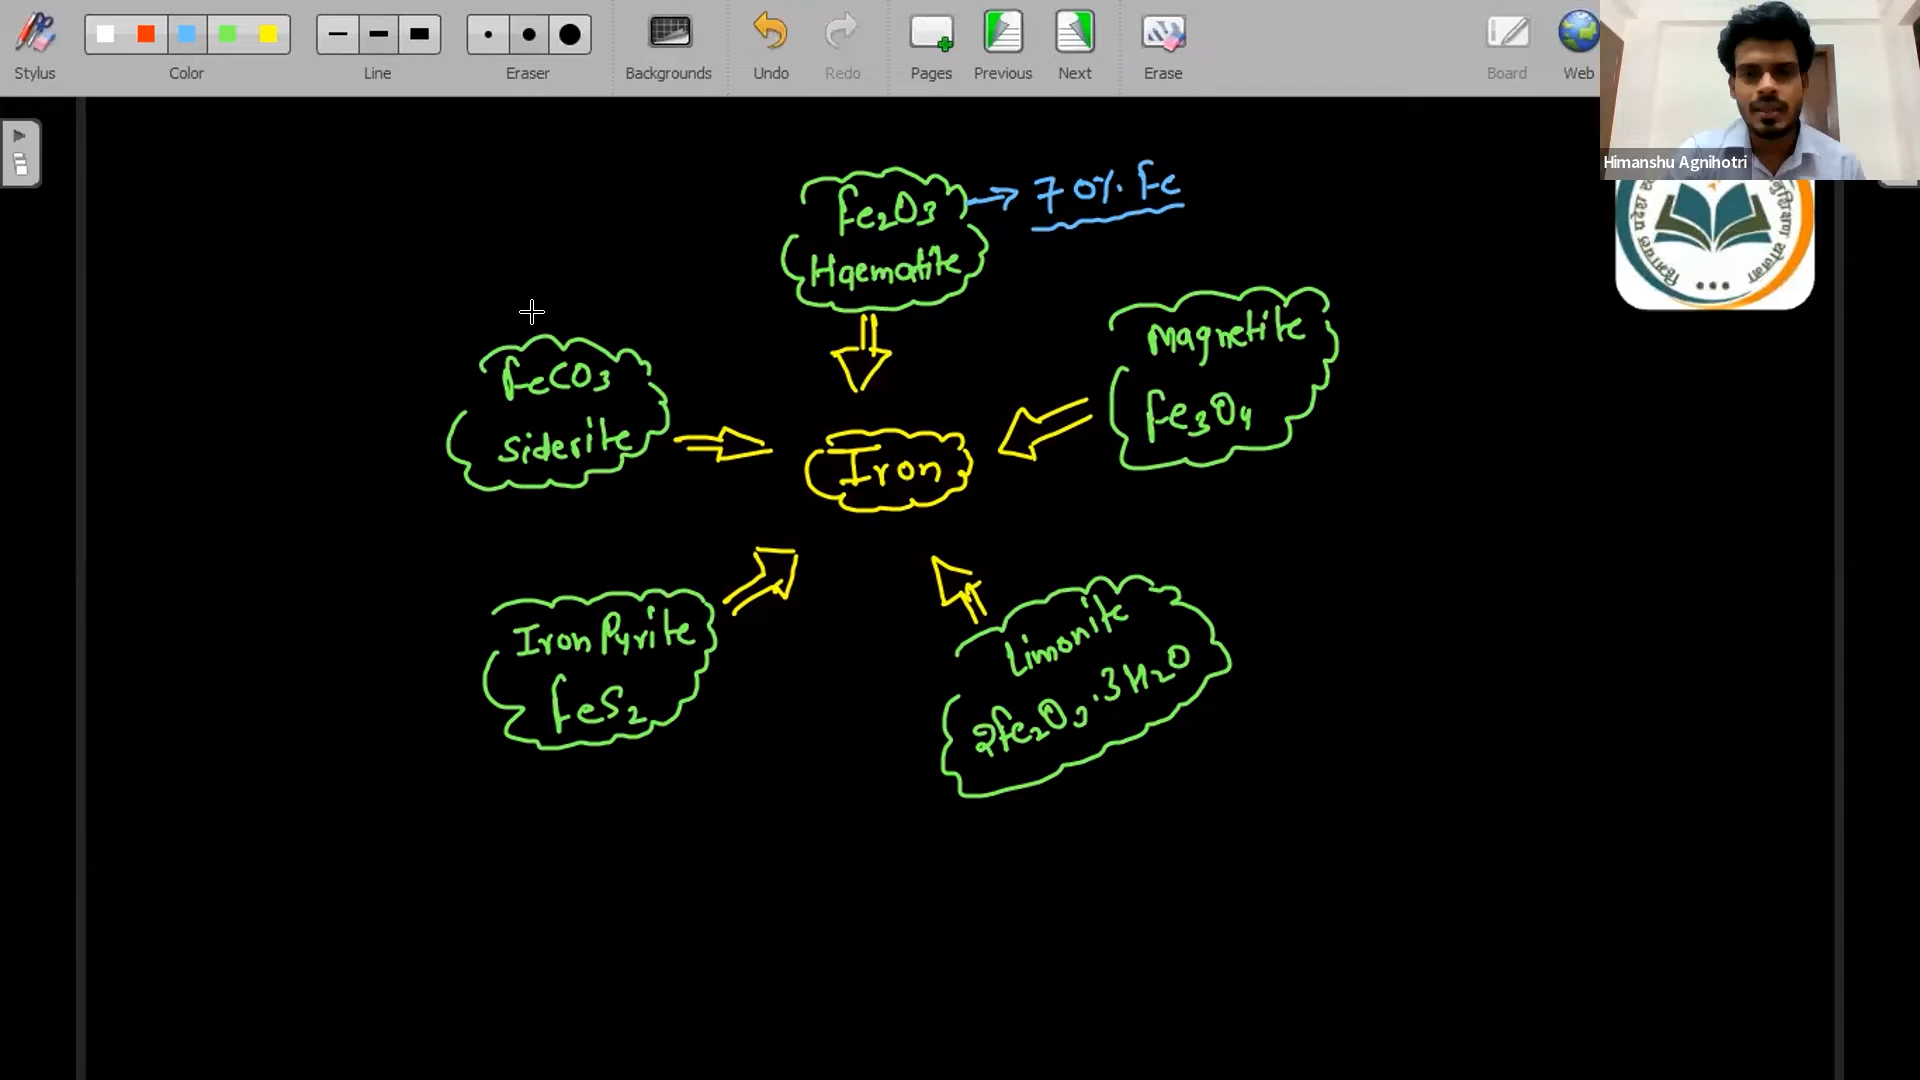 Stylus
Color
Line
Eraser
Backgrounds
Undo
Redo
Pages
Previous
Next
Erase
Board
Web
Himanshu Agnihotri
Fe2O3
Haematite
70% Fe
Magnetite
Fe3O4
FeCO3
Siderite
Iron
Iron Pyrite
FeS2
Limonite
2Fe2O3.3H2O